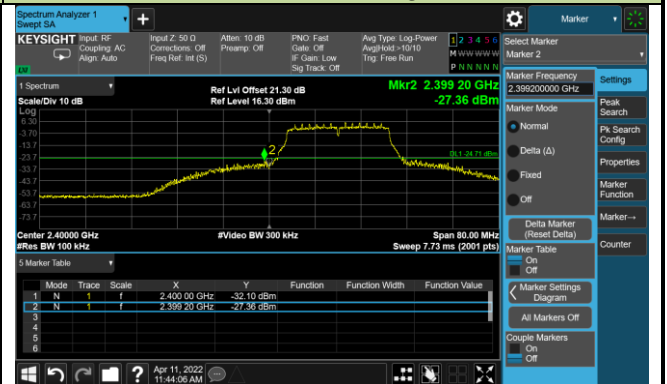 Spectrum Analyzer 1
Swept SA
Marker
KEYSIGHT
Input: RF
Coupling: AC
Align: Auto
Input Z: 50 Ω
Corrections: Off
Freq Ref: Int (S)
Atten: 10 dB
Preamp: Off
PNO: Fast
Gate: Off
IF Gain: Low
Sig Track: Off
Avg Type: Log-Power
Avg|Hold:>10/10
Trig: Free Run
1 2 3 4 5 6
M W W W W W
P N N N N N
Select Marker
Marker 2
1 Spectrum
Scale/Div 10 dB
Ref Lvl Offset 21.30 dB
Ref Level 16.30 dBm
Mkr2 2.399 20 GHz
-27.36 dBm
Log
6.30
-3.70
-13.7
-23.7
-33.7
-43.7
-53.7
-63.7
-73.7
2
DL1 -24.71 dBm
Center 2.40000 GHz
#Res BW 100 kHz
#Video BW 300 kHz
Span 80.00 MHz
Sweep 7.73 ms (2001 pts)
5 Marker Table
Mode Trace Scale X Y Function Function Width Function Value
1 N 1 f 2.400 00 GHz -32.10 dBm
2 N 1 f 2.399 20 GHz -27.36 dBm
3
4
5
6
Marker Frequency
2.399200000 GHz
Marker Mode
Normal
Delta (Δ)
Fixed
Off
Delta Marker
(Reset Delta)
Marker Table
On
Off
Marker Settings
Diagram
All Markers Off
Couple Markers
On
Off
Settings
Peak
Search
Pk Search
Config
Properties
Marker
Function
Marker→
Counter
Apr 11, 2022
11:44:06 AM